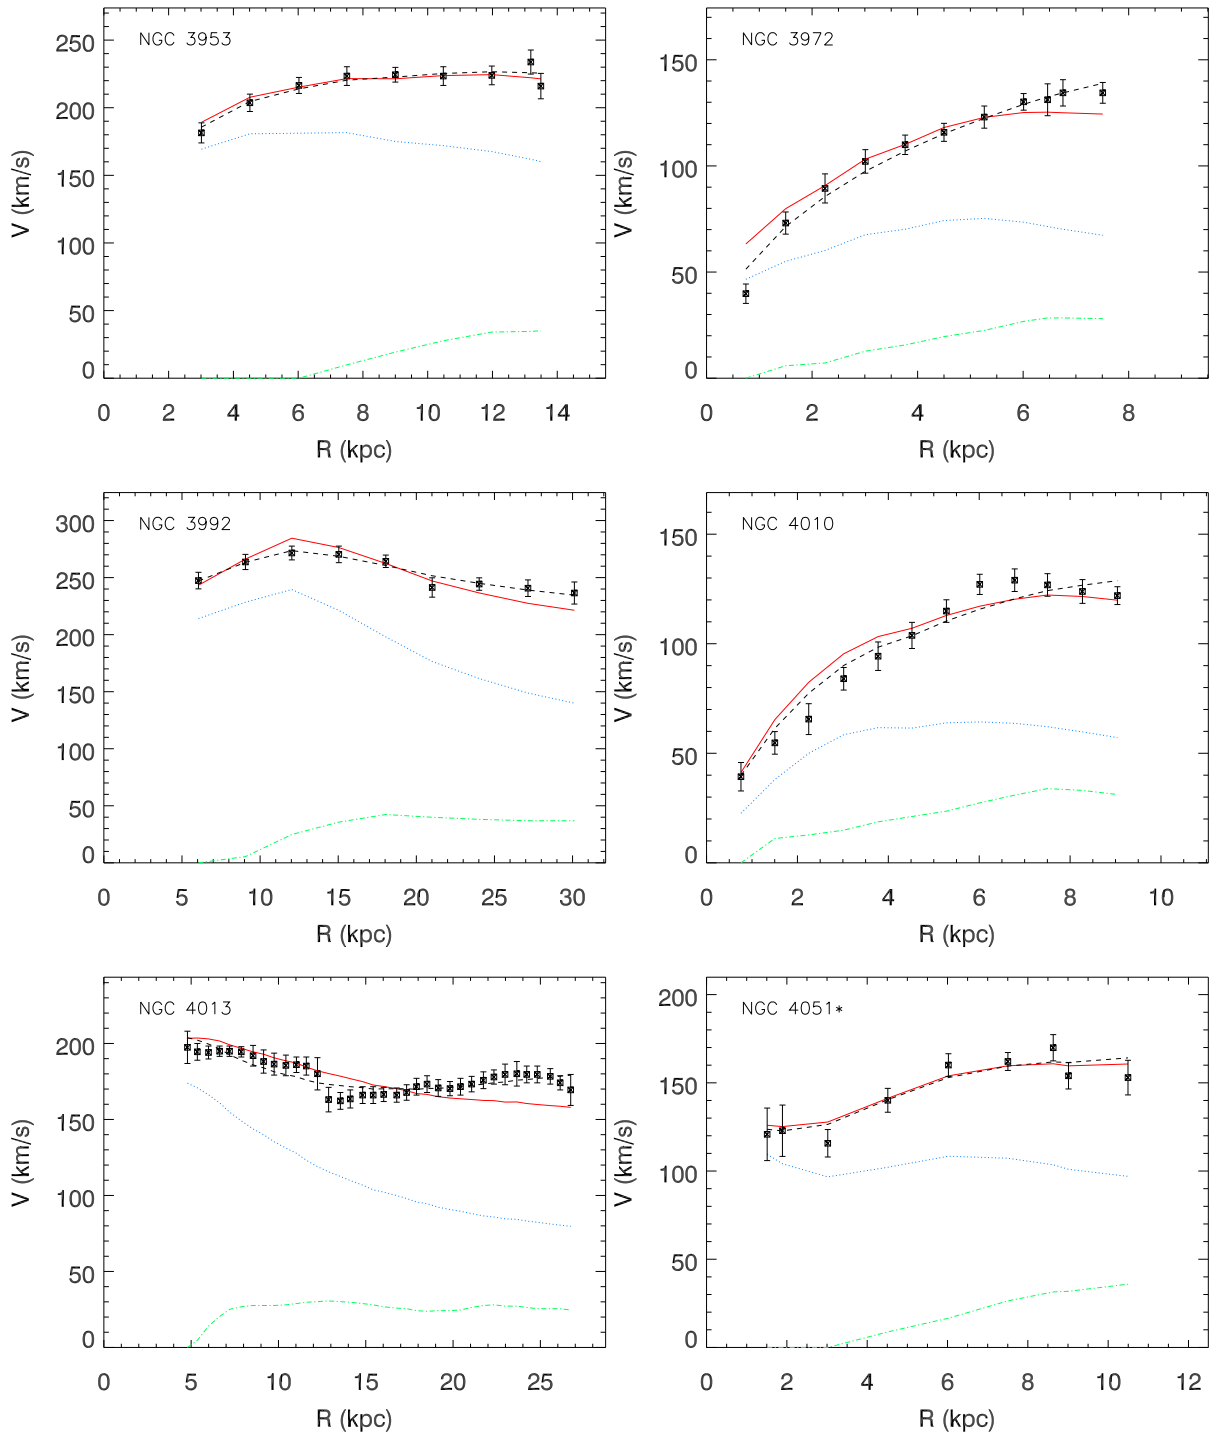 NGC 3953
V (km/s)
250
200
150
100
50
0
0 2 4 6 8 10 12 14
R (kpc)
NGC 3972
V (km/s)
150
100
50
0
0 2 4 6 8
R (kpc)
NGC 3992
V (km/s)
300
250
200
150
100
50
0
0 5 10 15 20 25 30
R (kpc)
NGC 4010
V (km/s)
150
100
50
0
0 2 4 6 8 10
R (kpc)
NGC 4013
V (km/s)
200
150
100
50
0
0 5 10 15 20 25
R (kpc)
NGC 4051*
V (km/s)
200
150
100
50
0
0 2 4 6 8 10 12
R (kpc)